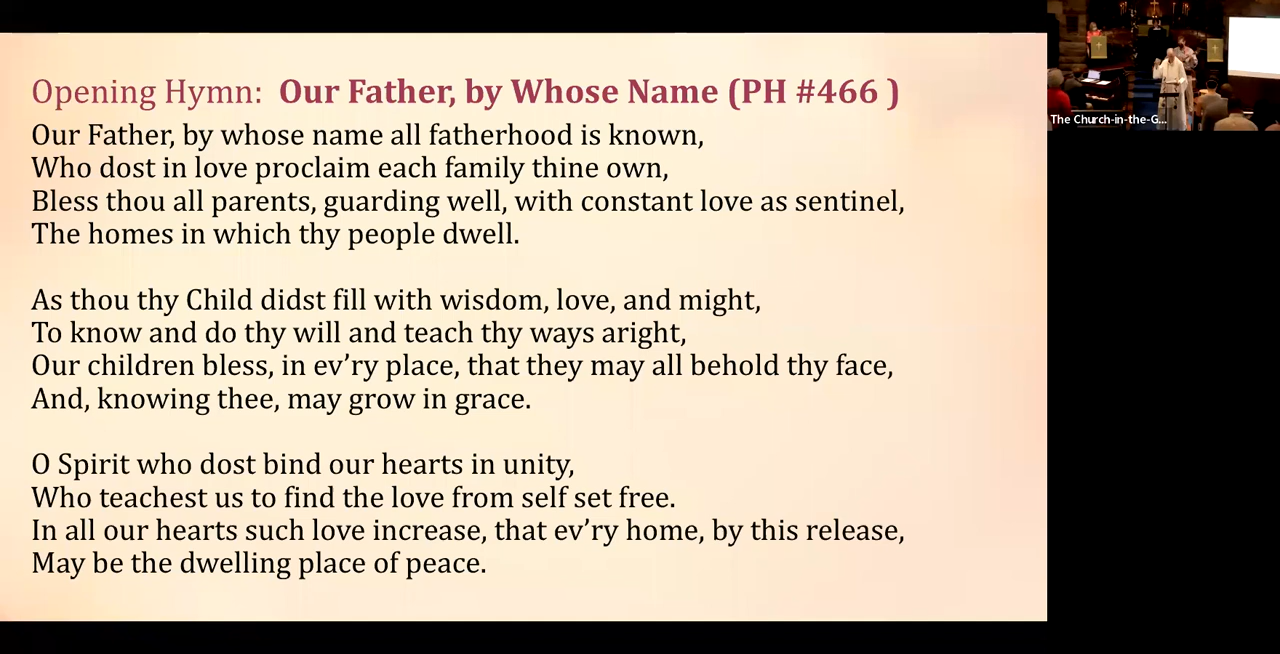 Opening Hymn: Our Father, by Whose Name (PH #466 )
Our Father, by whose name all fatherhood is known,
Who dost in love proclaim each family thine own,
Bless thou all parents, guarding well, with constant love as sentinel,
The homes in which thy people dwell.
As thou thy Child didst fill with wisdom, love, and might,
To know and do thy will and teach thy ways aright,
Our children bless, in ev’ry place, that they may all behold thy face,
And, knowing thee, may grow in grace.
O Spirit who dost bind our hearts in unity,
Who teachest us to find the love from self set free.
In all our hearts such love increase, that ev’ry home, by this release,
May be the dwelling place of peace.
The Church-in-the-G...